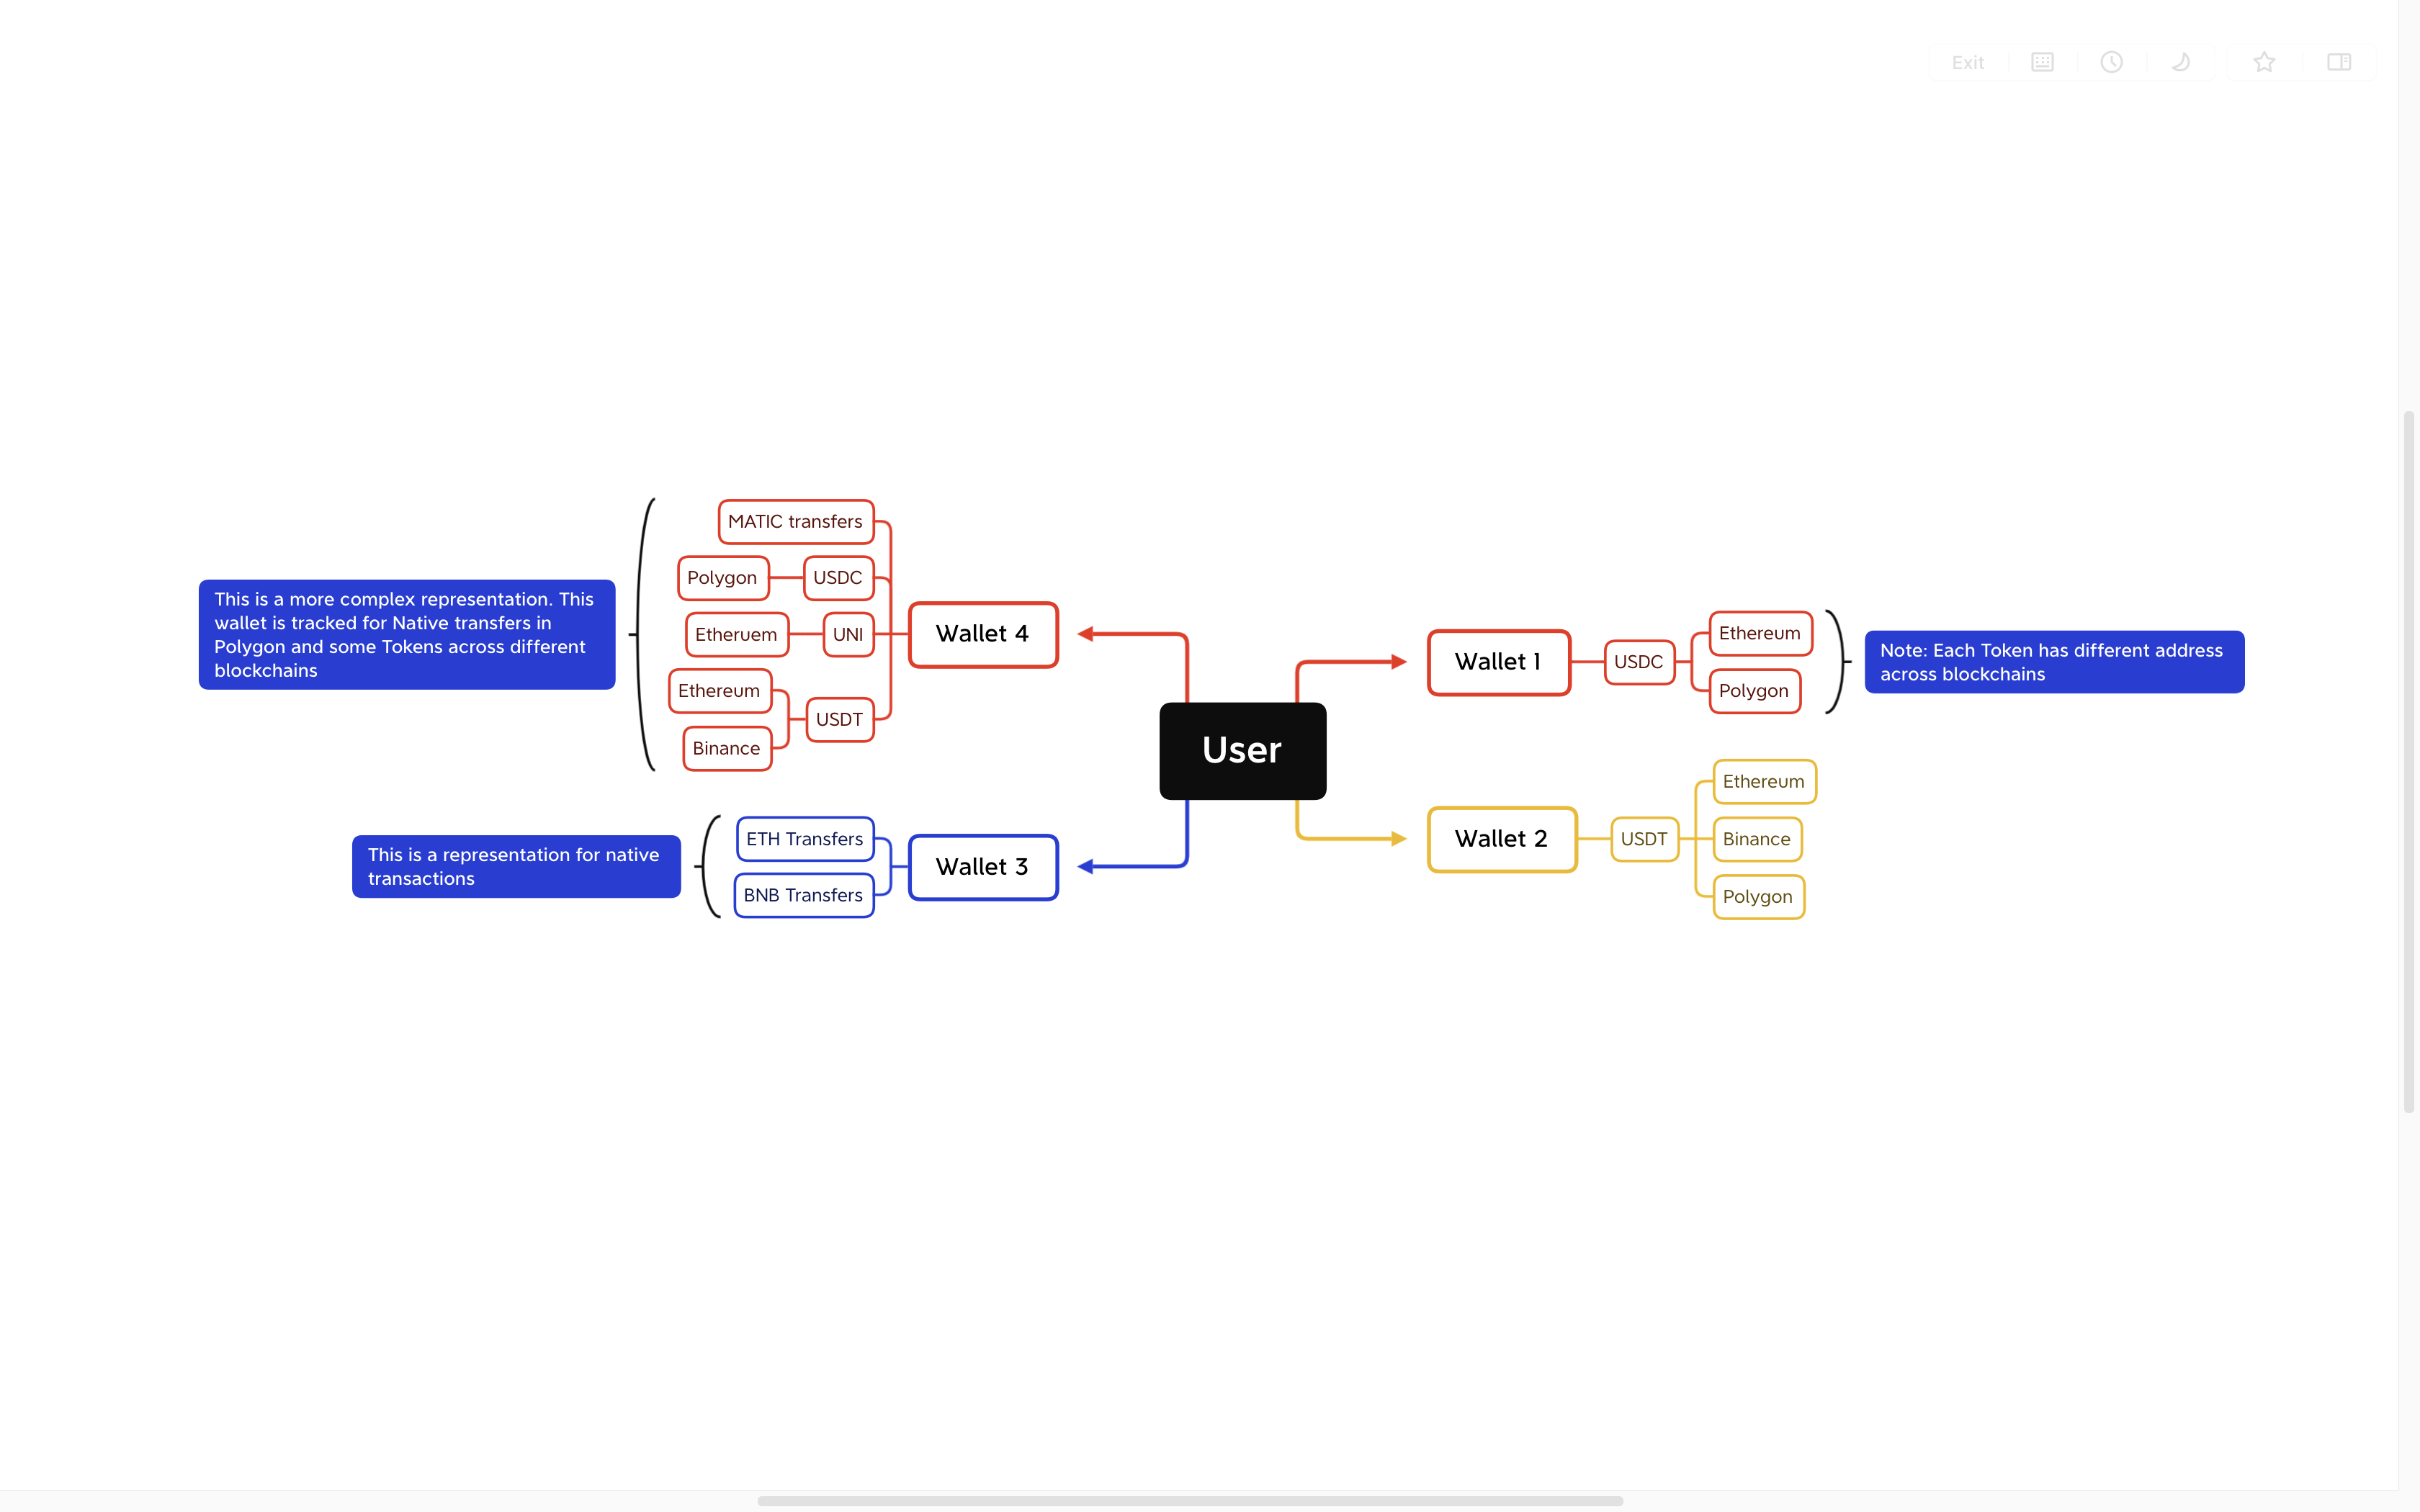 Exit
MATIC transfers
Polygon
USDC
Etheruem
UNI
Ethereum
Binance
USDT
Wallet 4
This is a more complex representation. This
wallet is tracked for Native transfers in
Polygon and some Tokens across different
blockchains
ETH Transfers
BNB Transfers
Wallet 3
This is a representation for native
transactions
User
Wallet 1
USDC
Ethereum
Polygon
Note: Each Token has different address
across blockchains
Wallet 2
USDT
Ethereum
Binance
Polygon